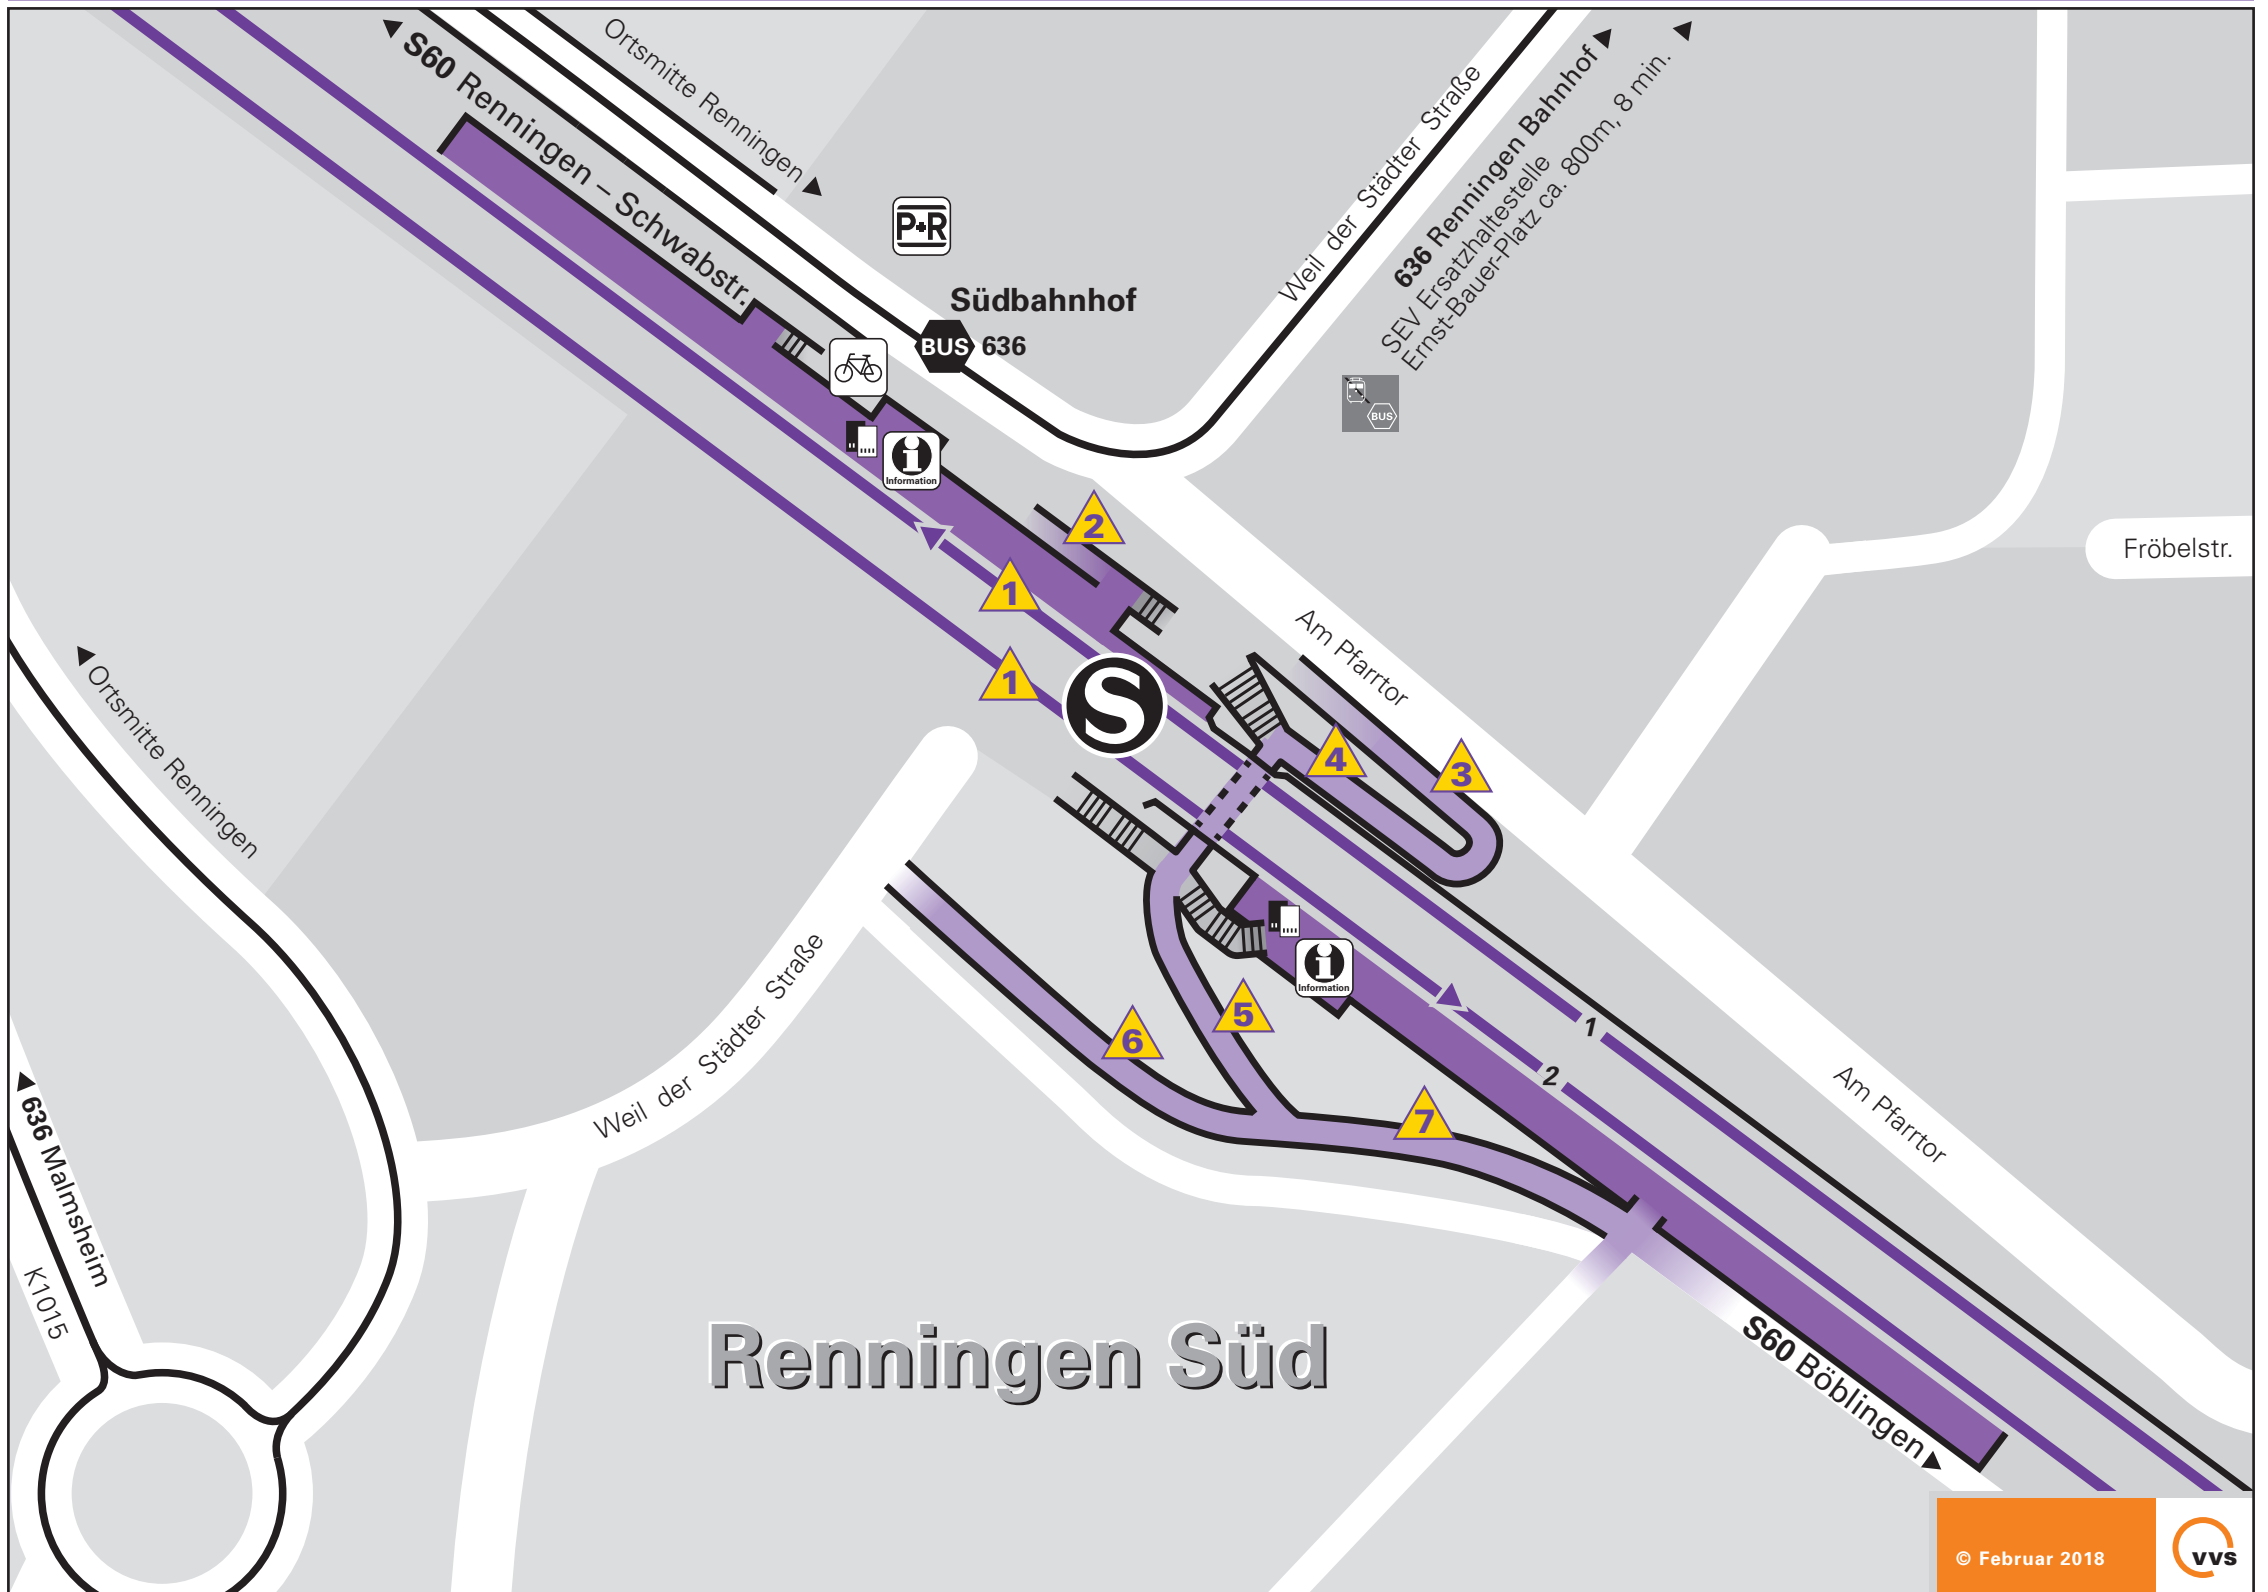 S60 Renningen – Schwabstr.
Ortsmitte Renningen
P+R
Südbahnhof
BUS 636
Weil der Städter Straße
636 Renningen Bahnhof
SEV Ersatzhaltestelle
Ernst-Bauer-Platz ca. 800m, 8 min.
BUS
Information
2
1
1
S
Fröbelstr.
Am Pfarrtor
4
3
Ortsmitte Renningen
Weil der Städter Straße
Information
5
6
7
1
2
Am Pfarrtor
636 Malmsheim
K1015
Renningen Süd
S60 Böblingen
© Februar 2018
vvs